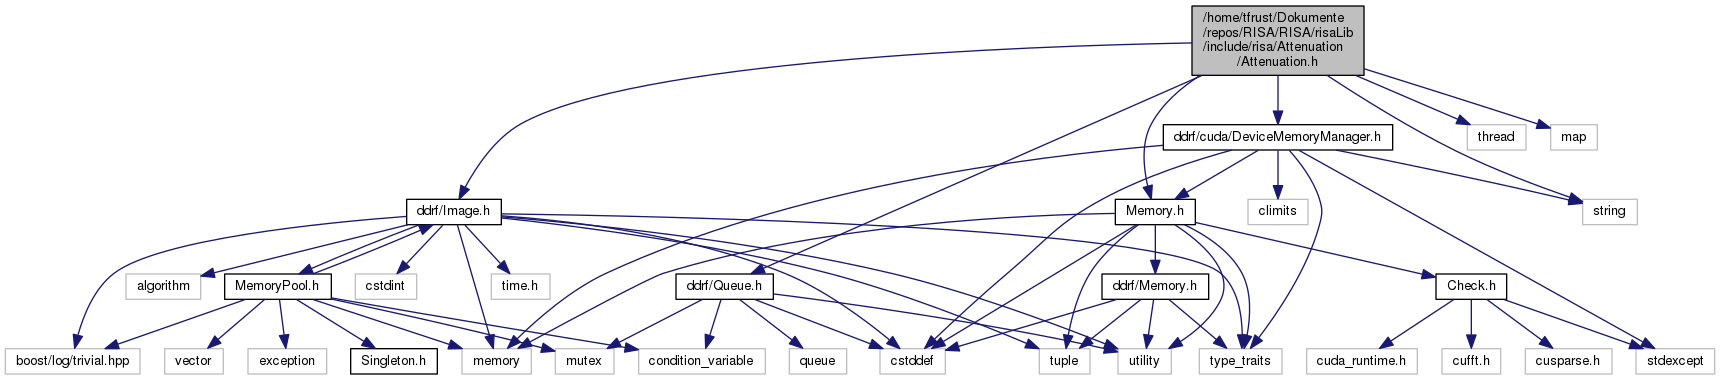 /home/tfrust/Dokumente
/repos/RISA/RISA/risaLib
/include/risa/Attenuation
/Attenuation.h
ddrf/cuda/DeviceMemoryManager.h
thread
map
ddrf/Image.h
Memory.h
climits
string
algorithm
MemoryPool.h
cstdint
time.h
ddrf/Queue.h
ddrf/Memory.h
Check.h
boost/log/trivial.hpp
vector
exception
Singleton.h
memory
mutex
condition_variable
queue
cstddef
tuple
utility
type_traits
cuda_runtime.h
cufft.h
cusparse.h
stdexcept